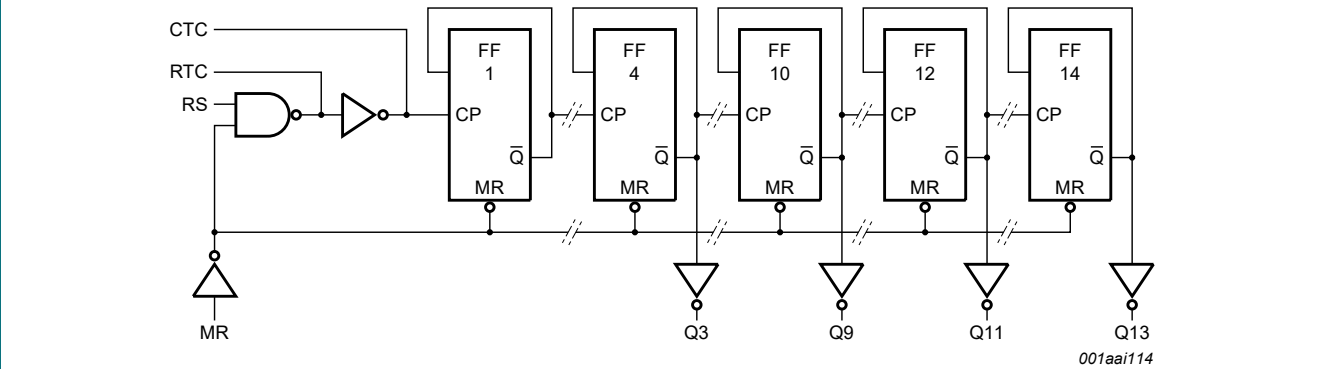 CTC
RTC
RS
FF
1
CP
Q̅
MR
FF
4
CP
Q̅
MR
FF
10
CP
Q̅
MR
FF
12
CP
Q̅
MR
FF
14
CP
Q̅
MR
MR
Q3
Q9
Q11
Q13
001aai114